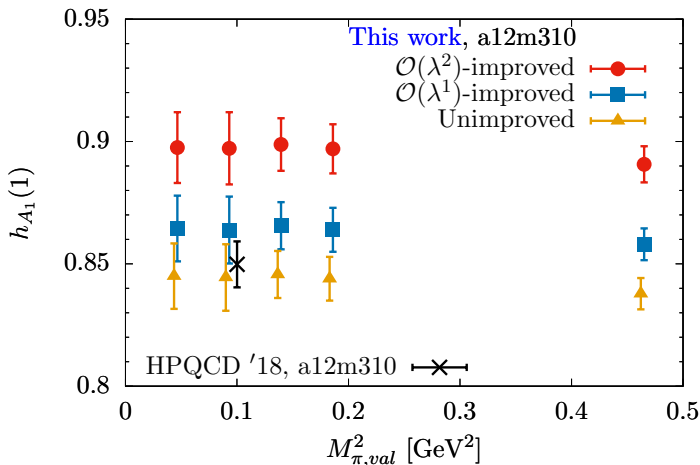 This work, a12m310
𝒪(λ²)-improved
𝒪(λ¹)-improved
Unimproved
HPQCD ′18, a12m310
h_{A_1}(1)
0.95
0.9
0.85
0.8
0 0.1 0.2 0.3 0.4 0.5
M²_{π,val} [GeV²]